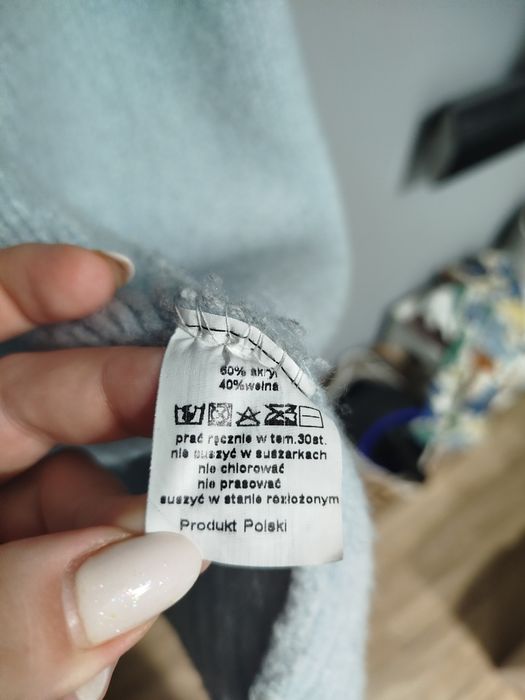 60% akryl
40%wełna
prać ręcznie w tem.30st.
nie suszyć w suszarkach
nie chlorować
nie prasować
suszyć w stanie rozłożonym
Produkt Polski